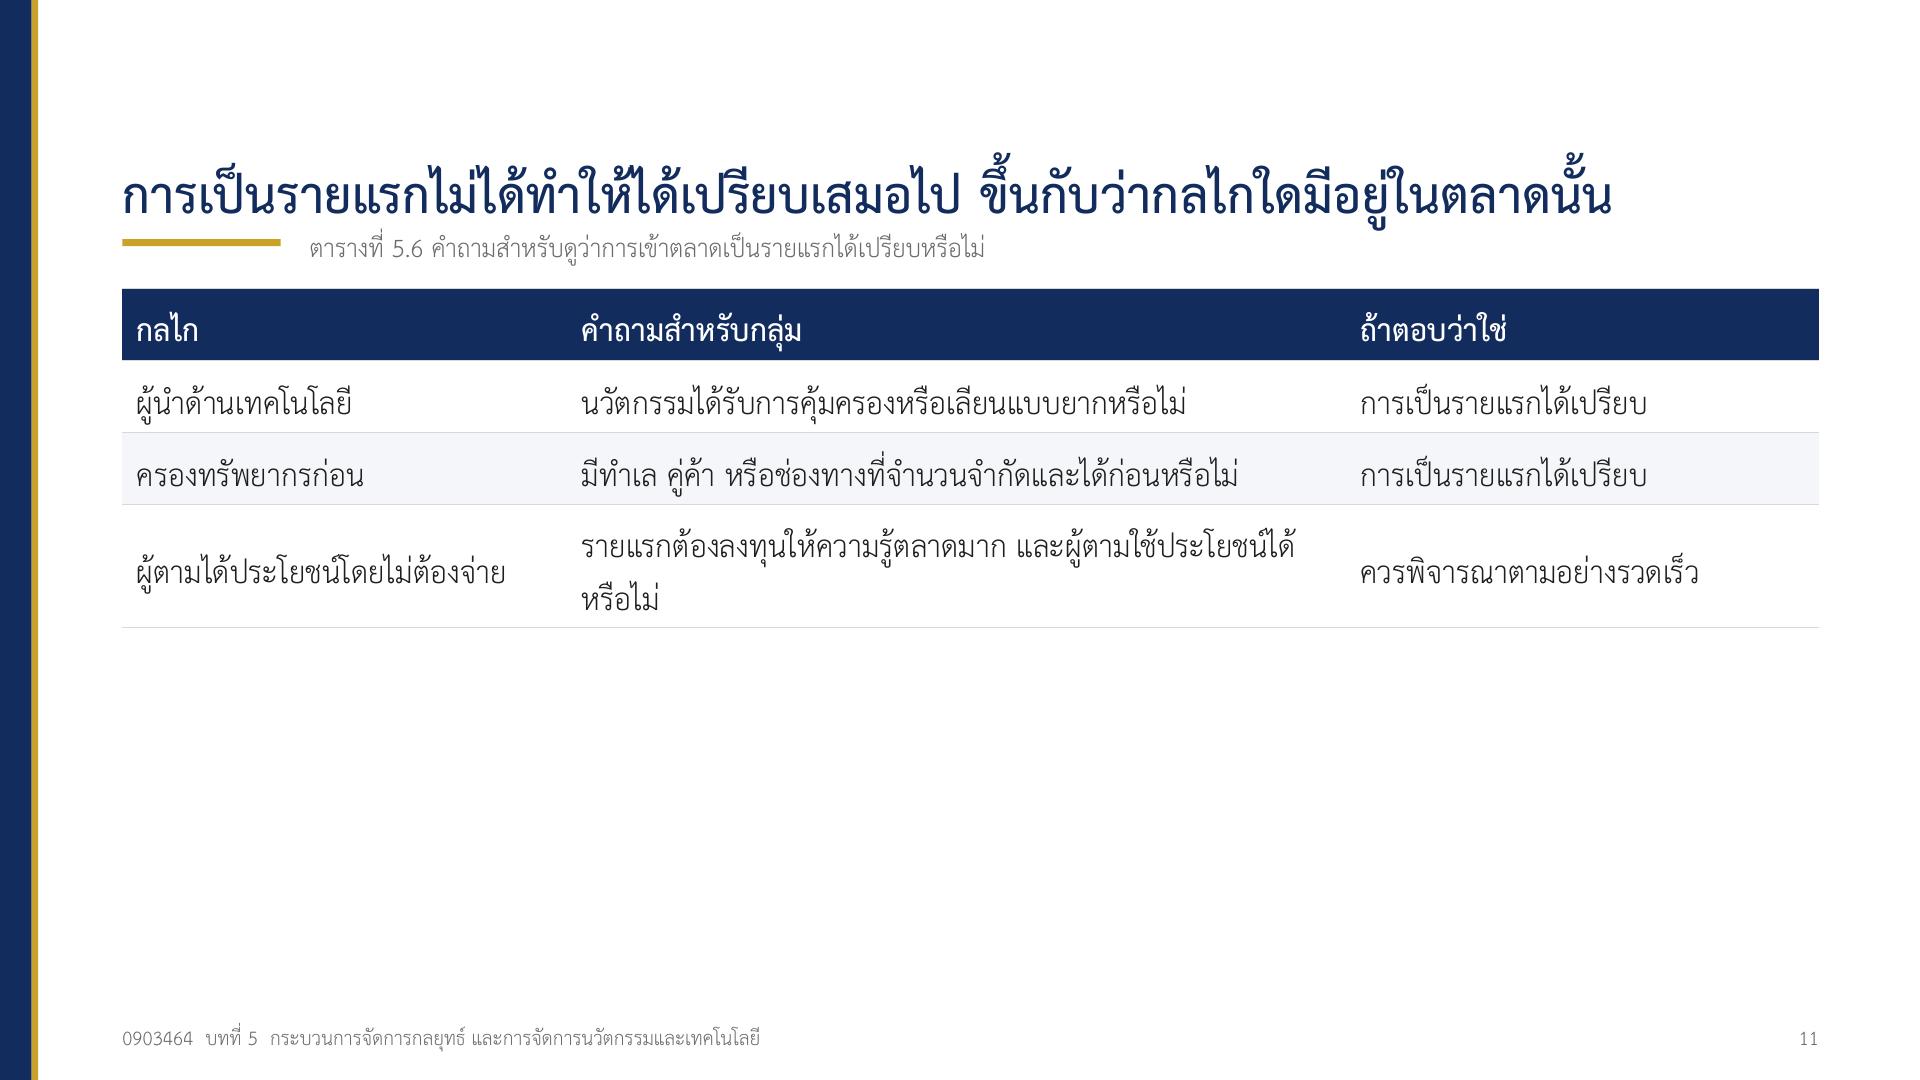 การเป็นรายแรกไม่ได้ทำให้ได้เปรียบเสมอไป ขึ้นกับว่ากลไกใดมีอยู่ในตลาดนั้น
ตารางที่ 5.6 คำถามสำหรับดูว่าการเข้าตลาดเป็นรายแรกได้เปรียบหรือไม่
กลไก คำถามสำหรับกลุ่ม ถ้าตอบว่าใช่
ผู้นำด้านเทคโนโลยี นวัตกรรมได้รับการคุ้มครองหรือเลียนแบบยากหรือไม่ การเป็นรายแรกได้เปรียบ
ครองทรัพยากรก่อน มีทำเล คู่ค้า หรือช่องทางที่จำนวนจำกัดและได้ก่อนหรือไม่ การเป็นรายแรกได้เปรียบ
ผู้ตามได้ประโยชน์โดยไม่ต้องจ่าย รายแรกต้องลงทุนให้ความรู้ตลาดมาก และผู้ตามใช้ประโยชน์ได้
หรือไม่ ควรพิจารณาตามอย่างรวดเร็ว
0903464 บทที่ 5 กระบวนการจัดการกลยุทธ์ และการจัดการนวัตกรรมและเทคโนโลยี 11